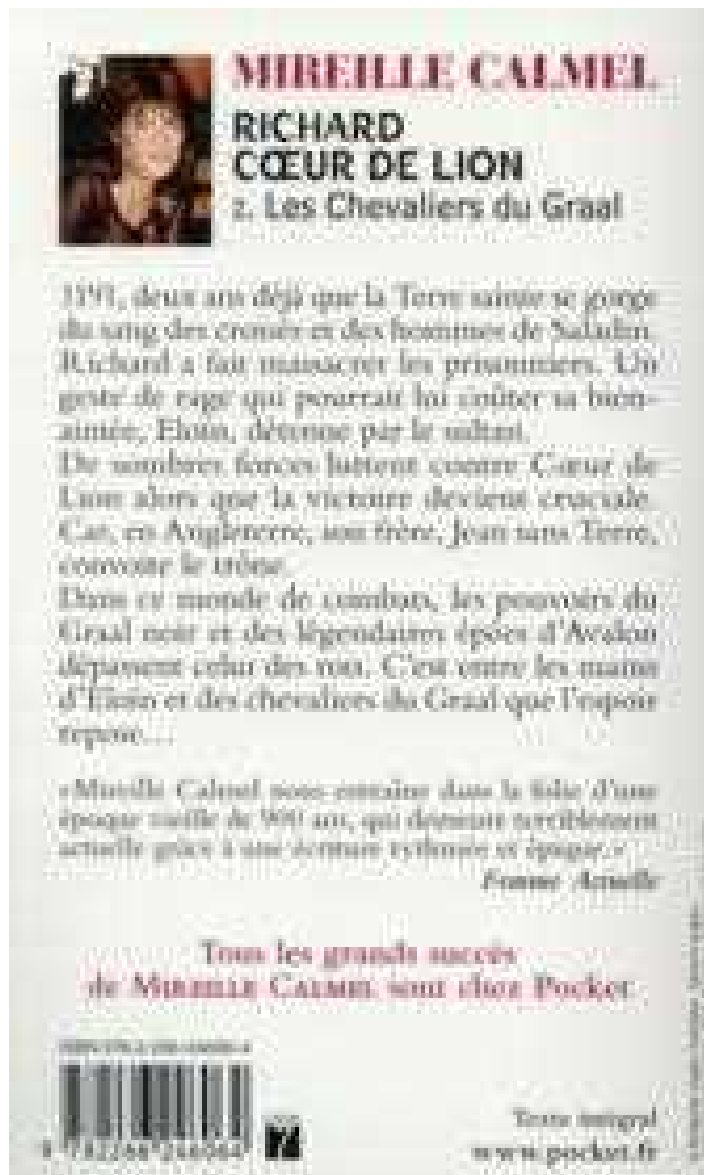 MIREILLE CALMEL
RICHARD
CŒUR DE LION
2. Les Chevaliers du Graal
1191, deux ans déjà que la Terre sainte se gorge
du sang des croisés et des hommes de Saladin.
Richard a fait massacrer les prisonniers. Un
geste de rage qui pourrait lui coûter sa bien-
aimée, Eloïn, détenue par le sultan.
De sombres forces luttent contre Cœur de
Lion alors que la victoire devient cruciale.
Car, en Angleterre, son frère, Jean sans Terre,
convoite le trône.
Dans ce monde de combats, les pouvoirs du
Graal noir et des légendaires épées d'Avalon
dépassent celui des rois. C'est entre les mains
d'Eloïn et des chevaliers du Graal que l'espoir
repose…
«Mireille Calmel nous entraîne dans la folie d'une
époque vieille de 900 ans, qui demeure terriblement
actuelle grâce à une écriture rythmée et épique.»
Femme Actuelle
Tous les grands succès
de MIREILLE CALMEL sont chez Pocket
9 782266 246064
Texte intégral
www.pocket.fr